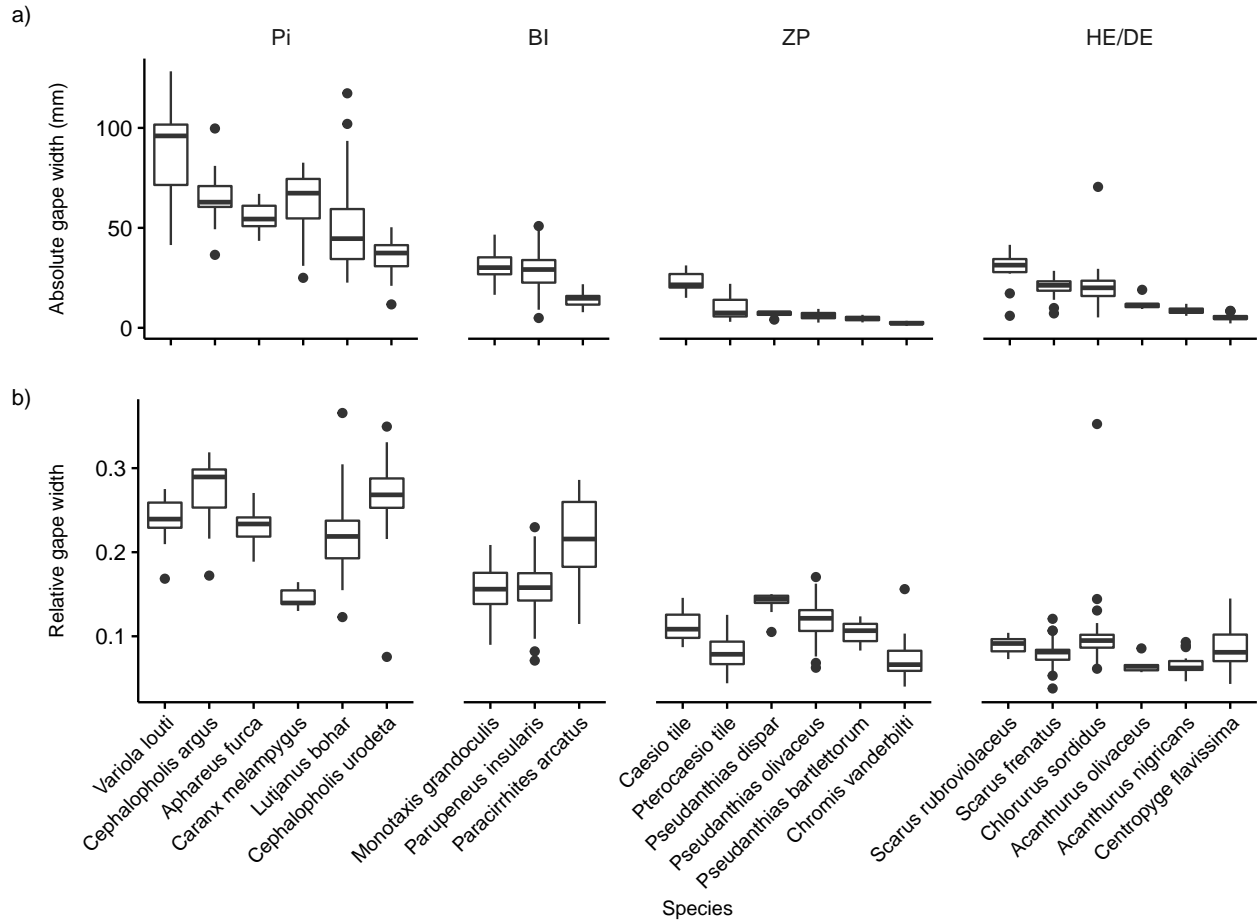 a)
Pi BI ZP HE/DE
Absolute gape width (mm)
100
50
0
b)
Relative gape width
0.3
0.2
0.1
Variola louti
Cephalopholis argus
Aphareus furca
Caranx melampygus
Lutjanus bohar
Cephalopholis urodeta
Monotaxis grandoculis
Parupeneus insularis
Paracirrhites arcatus
Caesio tile
Pterocaesio tile
Pseudanthias dispar
Pseudanthias olivaceus
Pseudanthias bartlettorum
Chromis vanderbilti
Scarus rubroviolaceus
Scarus frenatus
Chlorurus sordidus
Acanthurus olivaceus
Acanthurus nigricans
Centropyge flavissima
Species